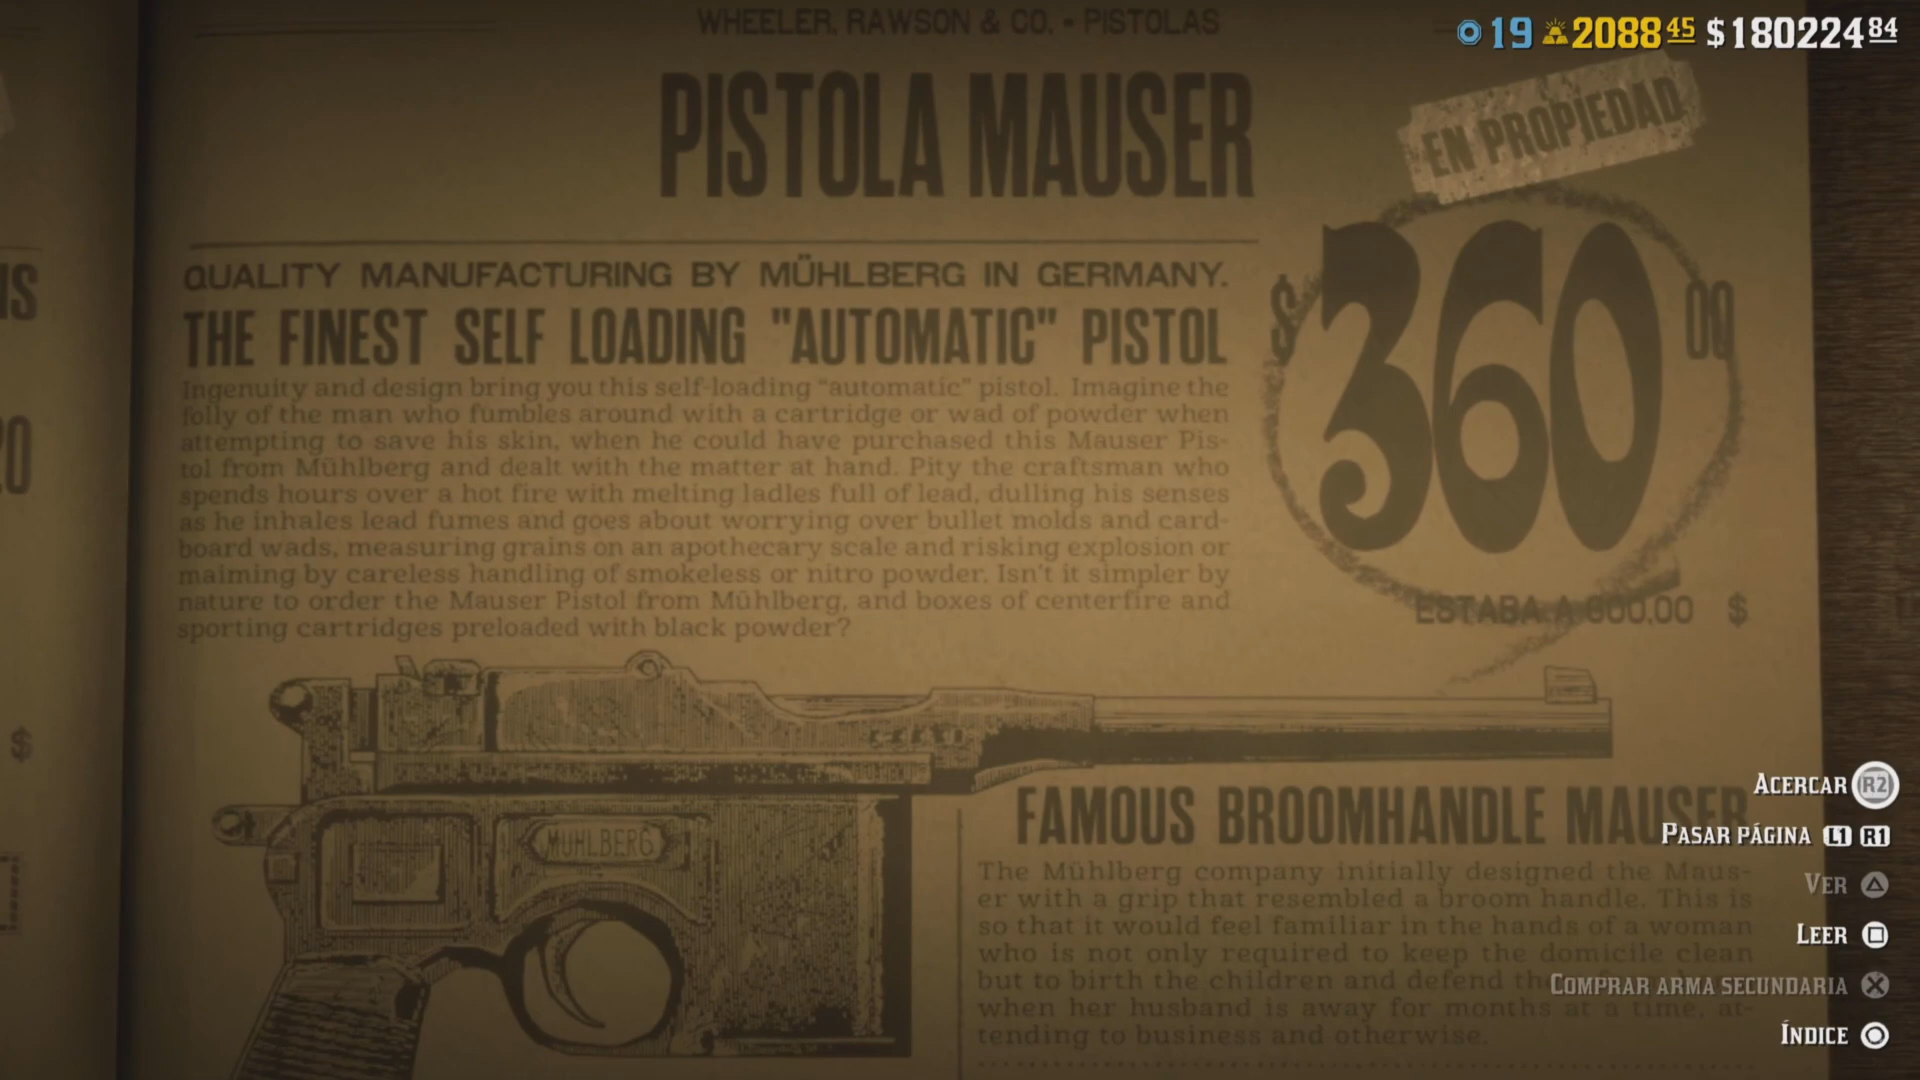 WHEELER, RAWSON & CO. - PISTOLAS
19 2088 45 $180224 84
PISTOLA MAUSER
EN PROPIEDAD
QUALITY MANUFACTURING BY MÜHLBERG IN GERMANY.
THE FINEST SELF LOADING "AUTOMATIC" PISTOL
$ 360 00
Ingenuity and design bring you this self-loading "automatic" pistol. Imagine the
folly of the man who fumbles around with a cartridge or wad of powder when
attempting to save his skin, when he could have purchased this Mauser Pis-
tol from Mühlberg and dealt with the matter at hand. Pity the craftsman who
spends hours over a hot fire with melting ladles full of lead, dulling his senses
as he inhales lead fumes and goes about worrying over bullet molds and card-
board wads, measuring grains on an apothecary scale and risking explosion or
maiming by careless handling of smokeless or nitro powder. Isn't it simpler by
nature to order the Mauser Pistol from Mühlberg, and boxes of centerfire and
sporting cartridges preloaded with black powder?
ESTABA A 600,00 $
MÜHLBERG
FAMOUS BROOMHANDLE MAUSER
The Mühlberg company initially designed the Maus-
er with a grip that resembled a broom handle. This is
so that it would feel familiar in the hands of a woman
who is not only required to keep the domicile clean
but to birth the children and defend
when her husband is away for months at a time, at-
tending to business and otherwise.
IS
20
$
ACERCAR R2
PASAR PÁGINA L1 R1
VER
LEER
COMPRAR ARMA SECUNDARIA
ÍNDICE